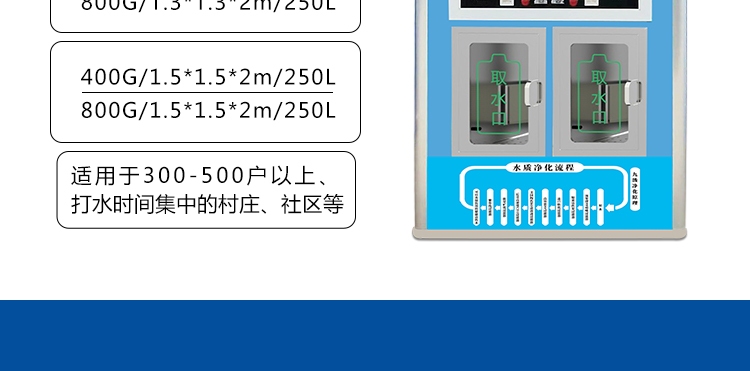 800G/1.3*1.3*2m/250L
400G/1.5*1.5*2m/250L
800G/1.5*1.5*2m/250L
适用于300-500户以上、
打水时间集中的村庄、社区等
取水口
取水口
水质净化流程
九级净化原理